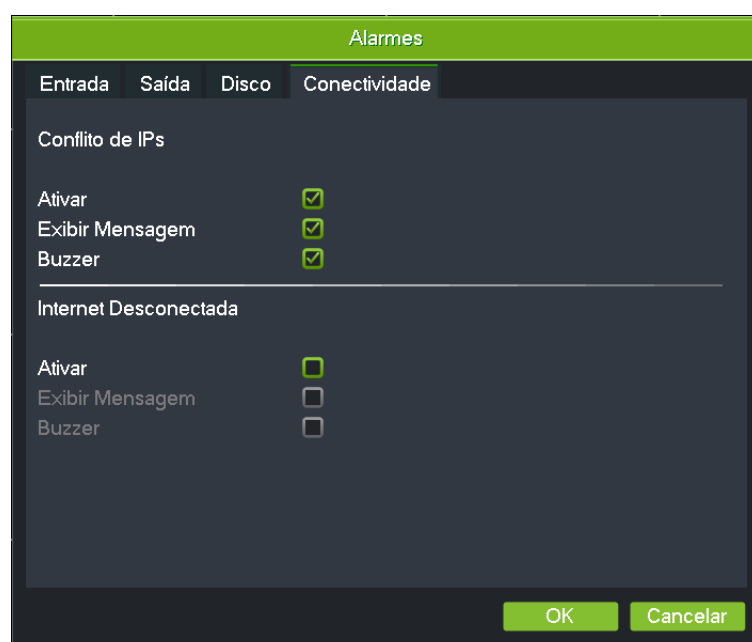 Alarmes
Entrada Saída Disco Conectividade
Conflito de IPs
Ativar
Exibir Mensagem
Buzzer
Internet Desconectada
Ativar
Exibir Mensagem
Buzzer
OK Cancelar